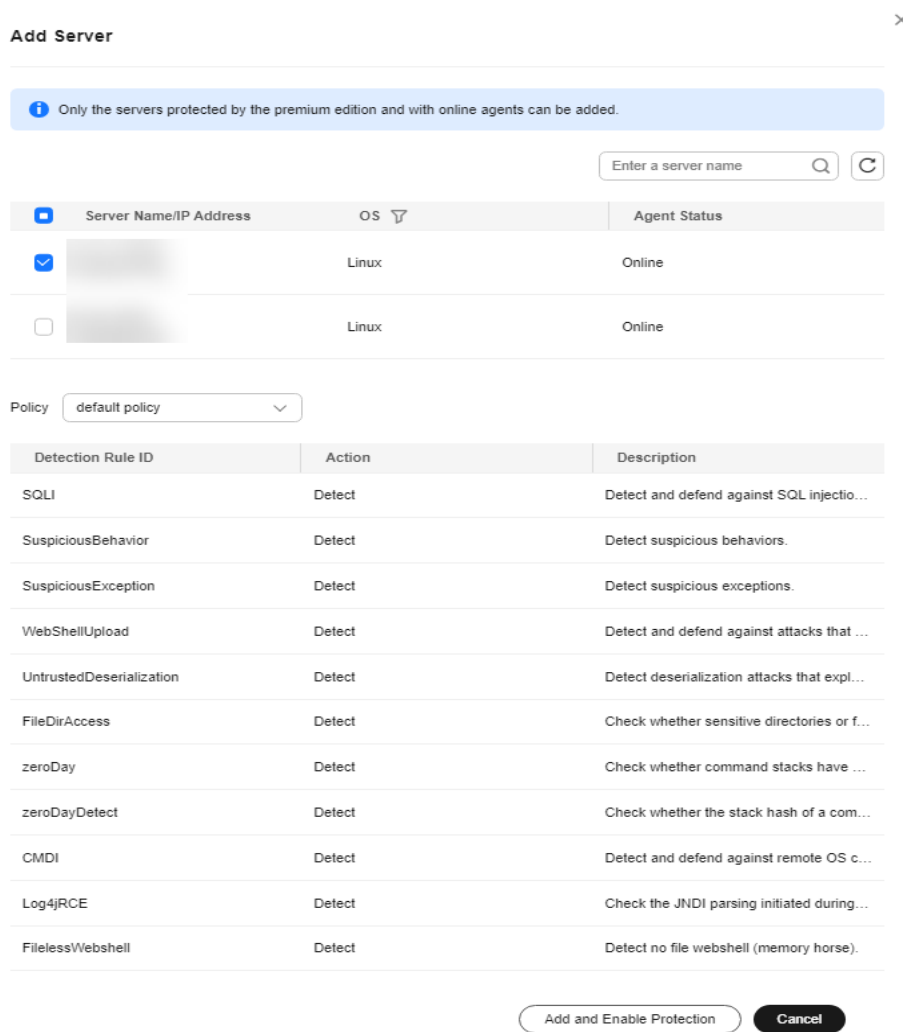 Add Server
Only the servers protected by the premium edition and with online agents can be added.
Enter a server name
Server Name/IP Address OS Agent Status
Linux Online
Linux Online
Policy default policy
Detection Rule ID Action Description
SQLI Detect Detect and defend against SQL injectio...
SuspiciousBehavior Detect Detect suspicious behaviors.
SuspiciousException Detect Detect suspicious exceptions.
WebShellUpload Detect Detect and defend against attacks that ...
UntrustedDeserialization Detect Detect deserialization attacks that expl...
FileDirAccess Detect Check whether sensitive directories or f...
zeroDay Detect Check whether command stacks have ...
zeroDayDetect Detect Check whether the stack hash of a com...
CMDI Detect Detect and defend against remote OS c...
Log4jRCE Detect Check the JNDI parsing initiated during...
FilelessWebshell Detect Detect no file webshell (memory horse).
Add and Enable Protection Cancel